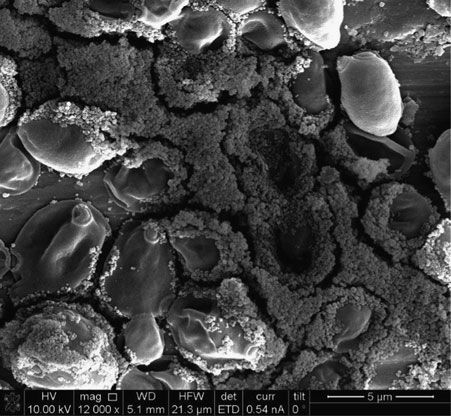 HV mag □ WD HFW det curr tilt
10.00 kV 12 000 x 5.1 mm 21.3 µm ETD 0.54 nA 0 ° 5 µm